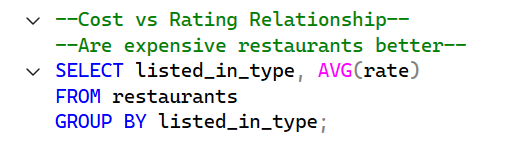 --Cost vs Rating Relationship--
--Are expensive restaurants better--
SELECT listed_in_type, AVG(rate)
FROM restaurants
GROUP BY listed_in_type;